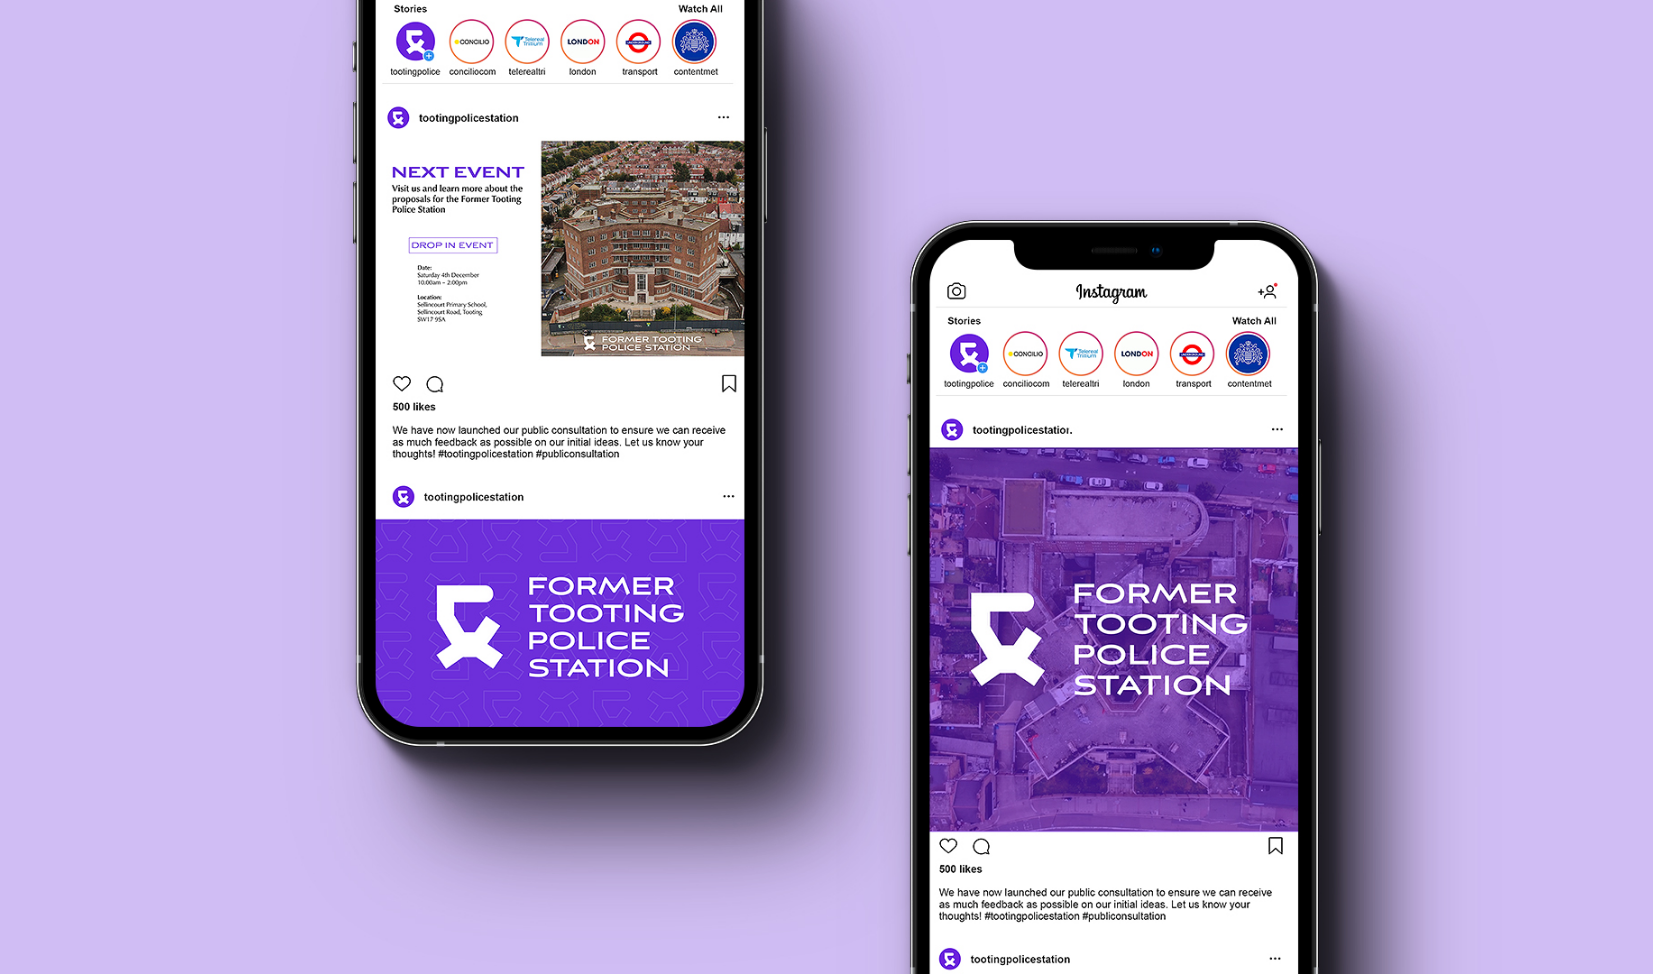 Stories
Watch All
CONCILIO
Telereal Trillium
LONDON
tootingpolice
conciliocom
telerealtri
london
transport
contentmet
tootingpolicestation
NEXT EVENT
Visit us and learn more about the
proposals for the Former Tooting
Police Station
DROP IN EVENT
Date:
Saturday 4th December
10.00am – 2.00pm
Location:
Sellincourt Primary School,
Sellincourt Road, Tooting,
SW17 9SA
FORMER TOOTING
POLICE STATION
500 likes
We have now launched our public consultation to ensure we can receive
as much feedback as possible on our initial ideas. Let us know your
thoughts! #tootingpolicestation #publiconsultation
tootingpolicestation
FORMER
TOOTING
POLICE
STATION
Instagram
Stories
Watch All
CONCILIO
Telereal Trillium
LONDON
tootingpolice
conciliocom
telerealtri
london
transport
contentmet
FORMER
TOOTING
POLICE
STATION
500 likes
We have now launched our public consultation to ensure we can receive
as much feedback as possible on our initial ideas. Let us know your
thoughts! #tootingpolicestation #publiconsultation
tootingpolicestation